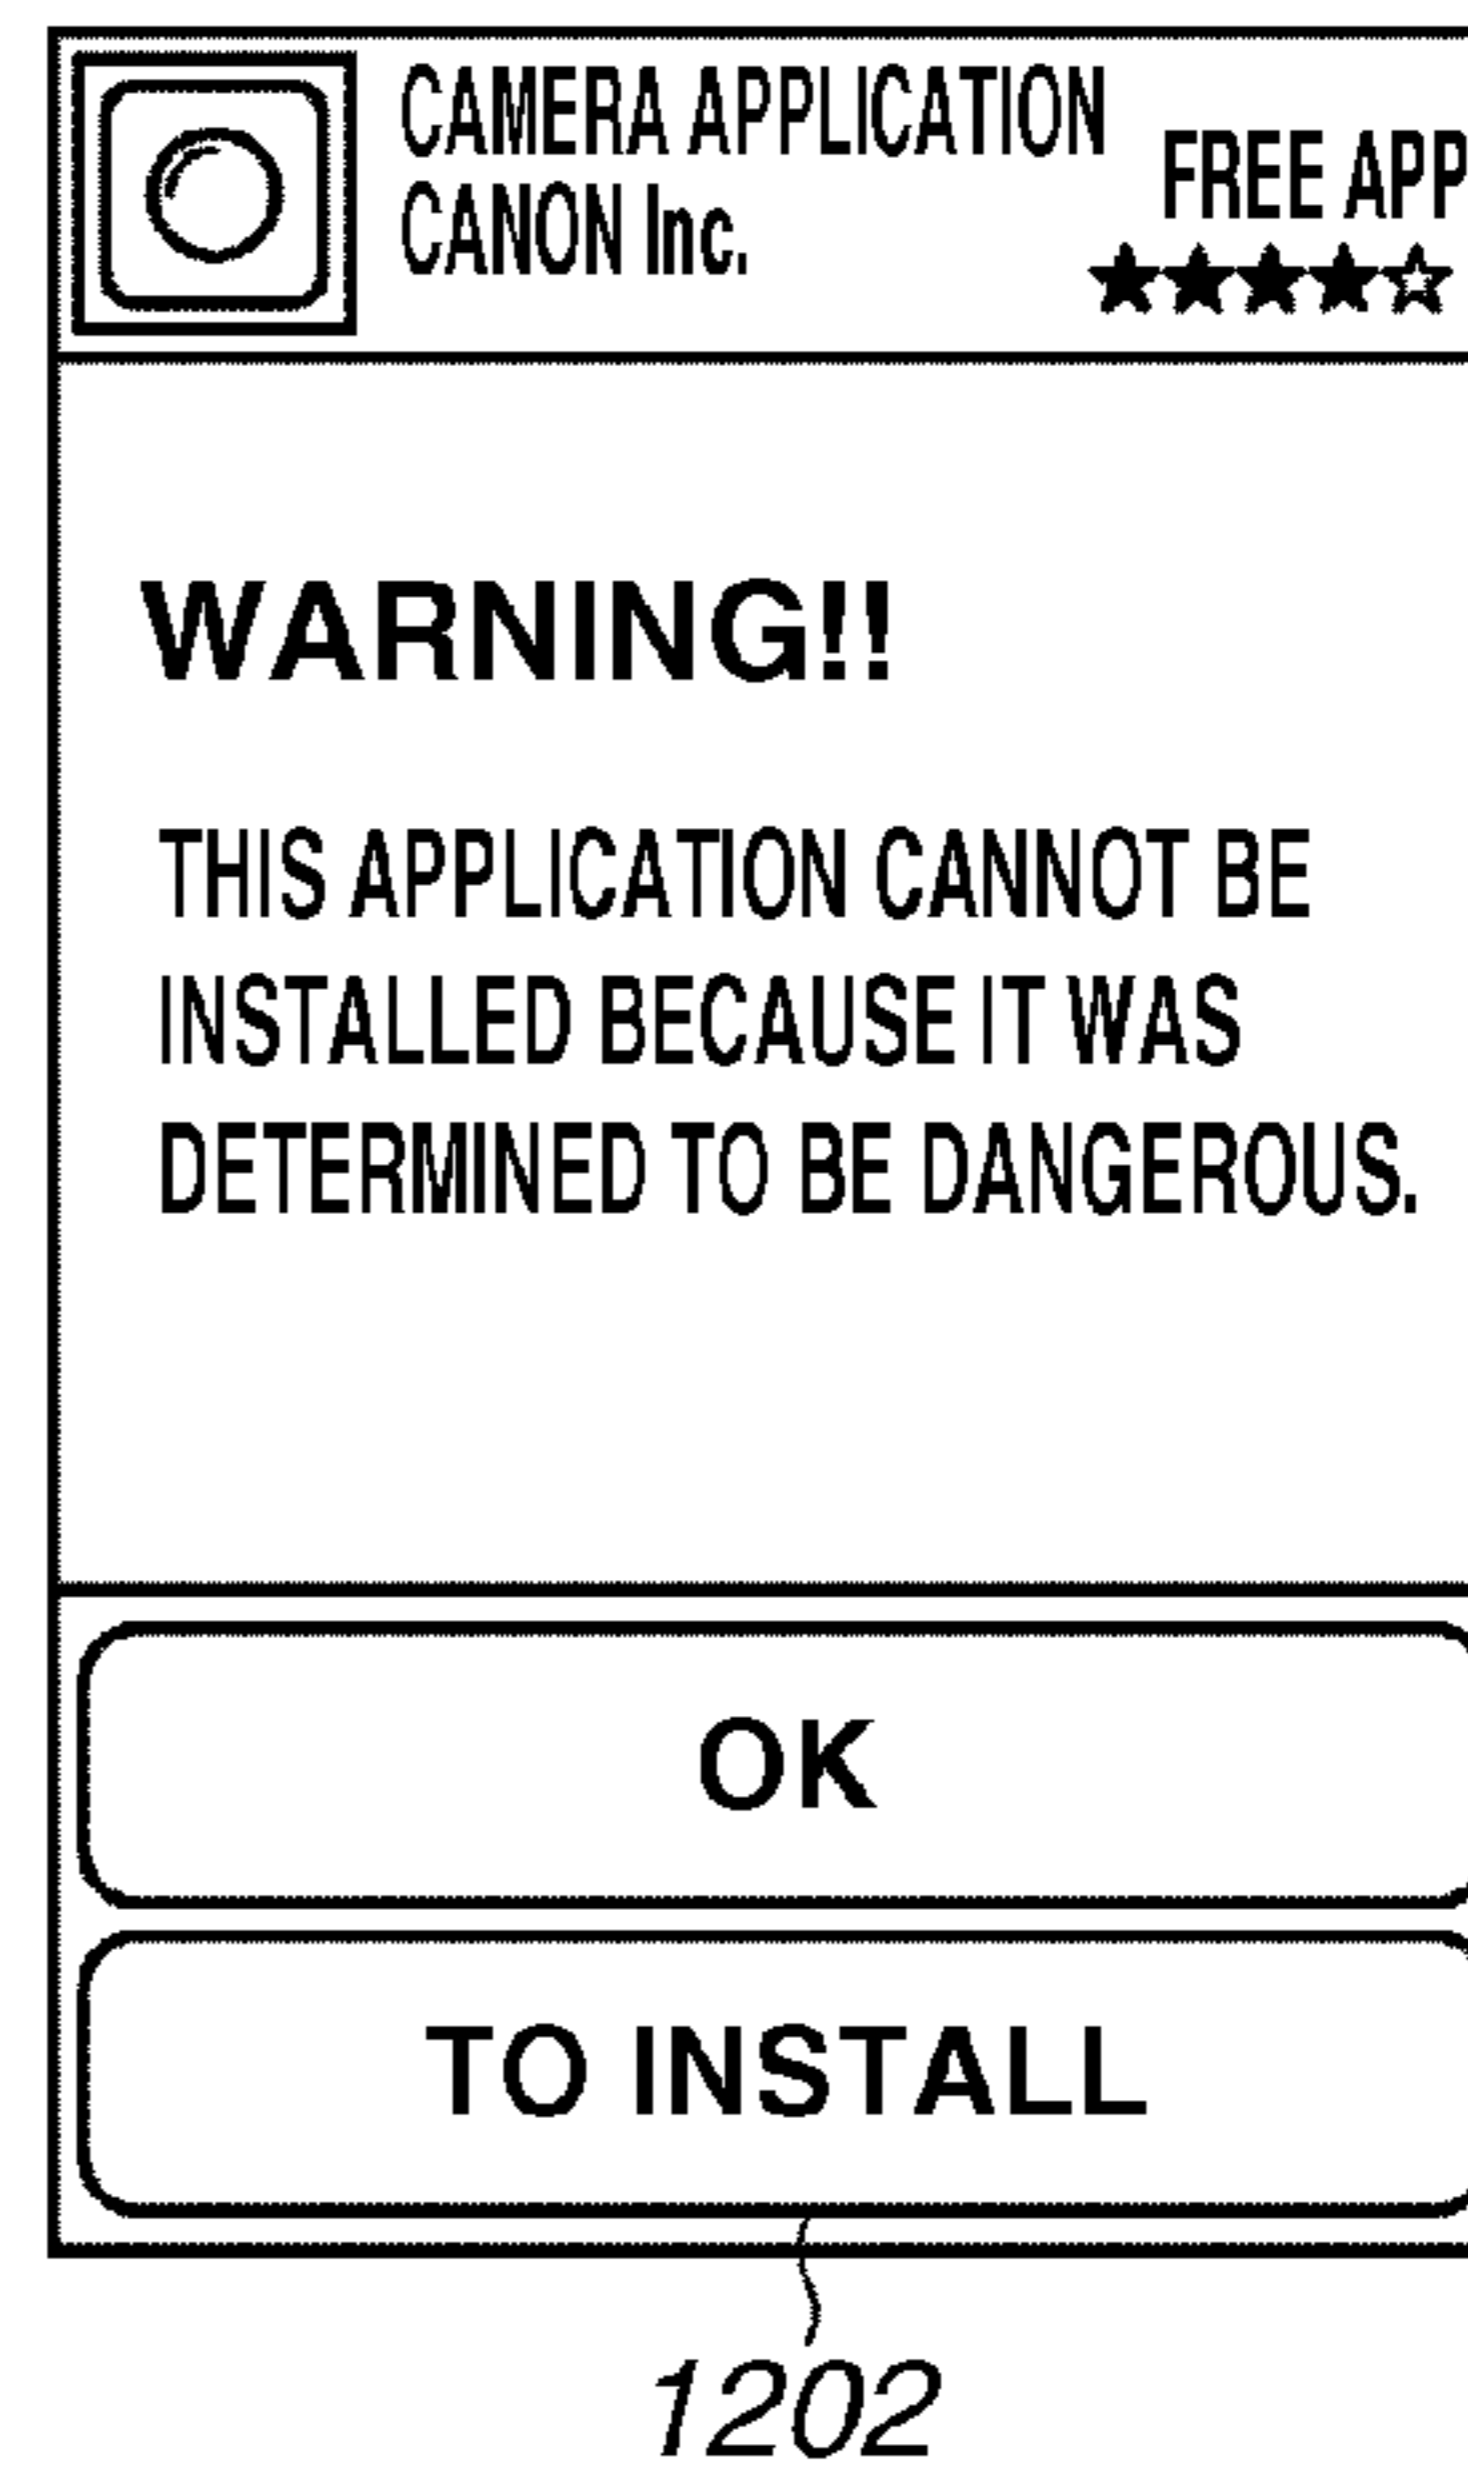 CAMERA APPLICATION
CANON Inc.
FREE APP
WARNING!!
THIS APPLICATION CANNOT BE
INSTALLED BECAUSE IT WAS
DETERMINED TO BE DANGEROUS.
OK
TO INSTALL
1202